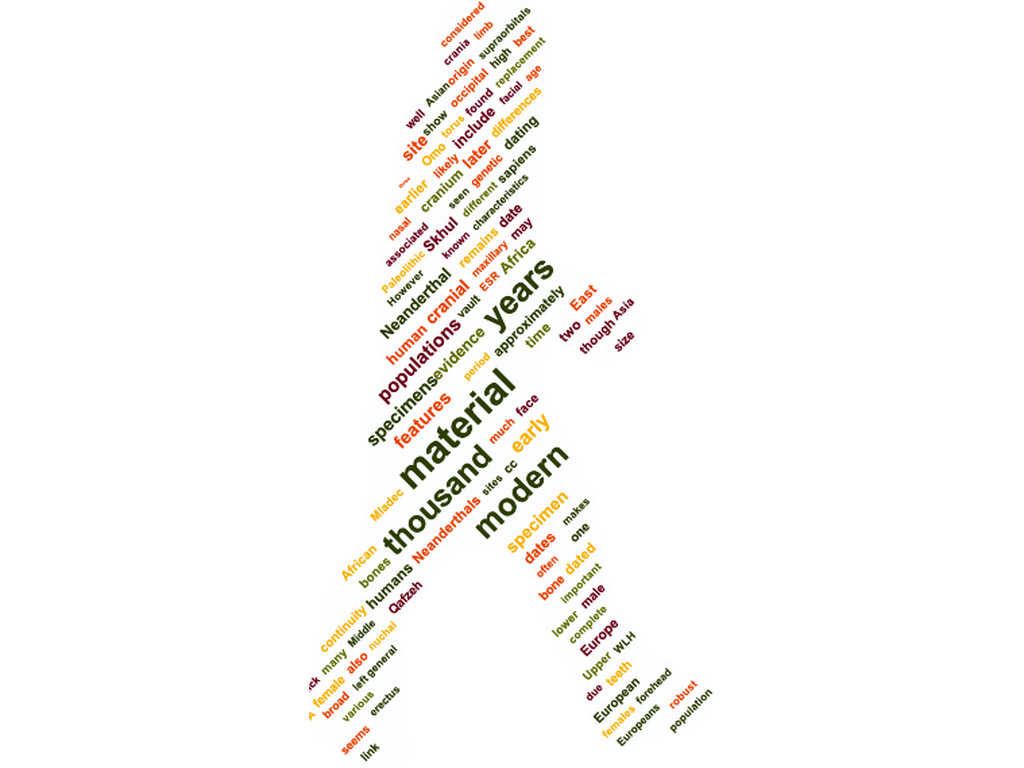 considered
limb
crania
supraorbitals
best
high
origin
Asian
replacement
occipital
age
facial
found
well
show
torus
include
differences
site
Omo
likely
later
dating
genetic
sapiens
cranium
earlier
seen
different
characteristics
nasal
associated
Skhul
known
date
may
remains
Paleolithic
However
maxillary
Africa
ESR
Neanderthal
cranial
vault
years
human
populations
approximately
East
males
Asia
two
though
size
time
evidence
period
specimens
features
material
face
much
early
cc
sites
thousand
modern
Mladec
Neanderthals
specimen
makes
one
dates
often
dated
bone
important
African
bones
humans
Qafzeh
male
lower
complete
Europe
continuity
Middle
nuchal
many
also
general
left
female
broad
various
erectus
seems
link
WLH
Upper
teeth
due
European
forehead
females
Europeans
robust
population